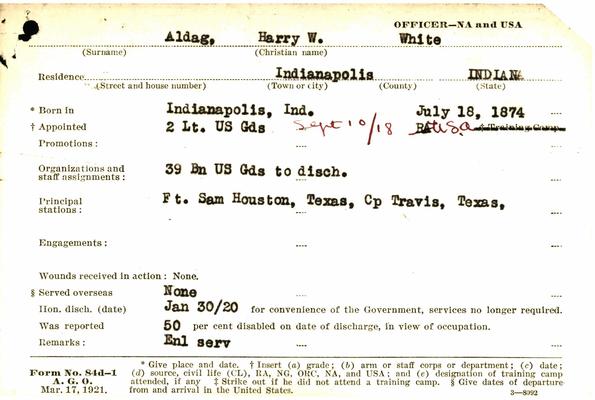 OFFICER—NA and USA
Aldag, Harry W. White
(Surname) (Christian name)
Residence Indianapolis INDIANA
(Street and house number) (Town or city) (County) (State)
* Born in Indianapolis, Ind. July 18, 1874
† Appointed 2 Lt. US Gds Sept 10/18 USA ‡ Training Camp
Promotions:
Organizations and staff assignments: 39 Bn US Gds to disch.
Principal stations: Ft. Sam Houston, Texas, Cp Travis, Texas,
Engagements:
Wounds received in action: None.
§ Served overseas None
Hon. disch. (date) Jan 30/20 for convenience of the Government, services no longer required.
Was reported 50 per cent disabled on date of discharge, in view of occupation.
Remarks: Enl serv
Form No. 84d-1
A. G. O.
Mar. 17, 1921.
* Give place and date. † Insert (a) grade; (b) arm or staff corps or department; (c) date;
(d) source, civil life (CL), RA, NG, ORC, NA, and USA; and (e) designation of training camp
attended, if any ‡ Strike out if he did not attend a training camp. § Give dates of departure
from and arrival in the United States. 3—8092